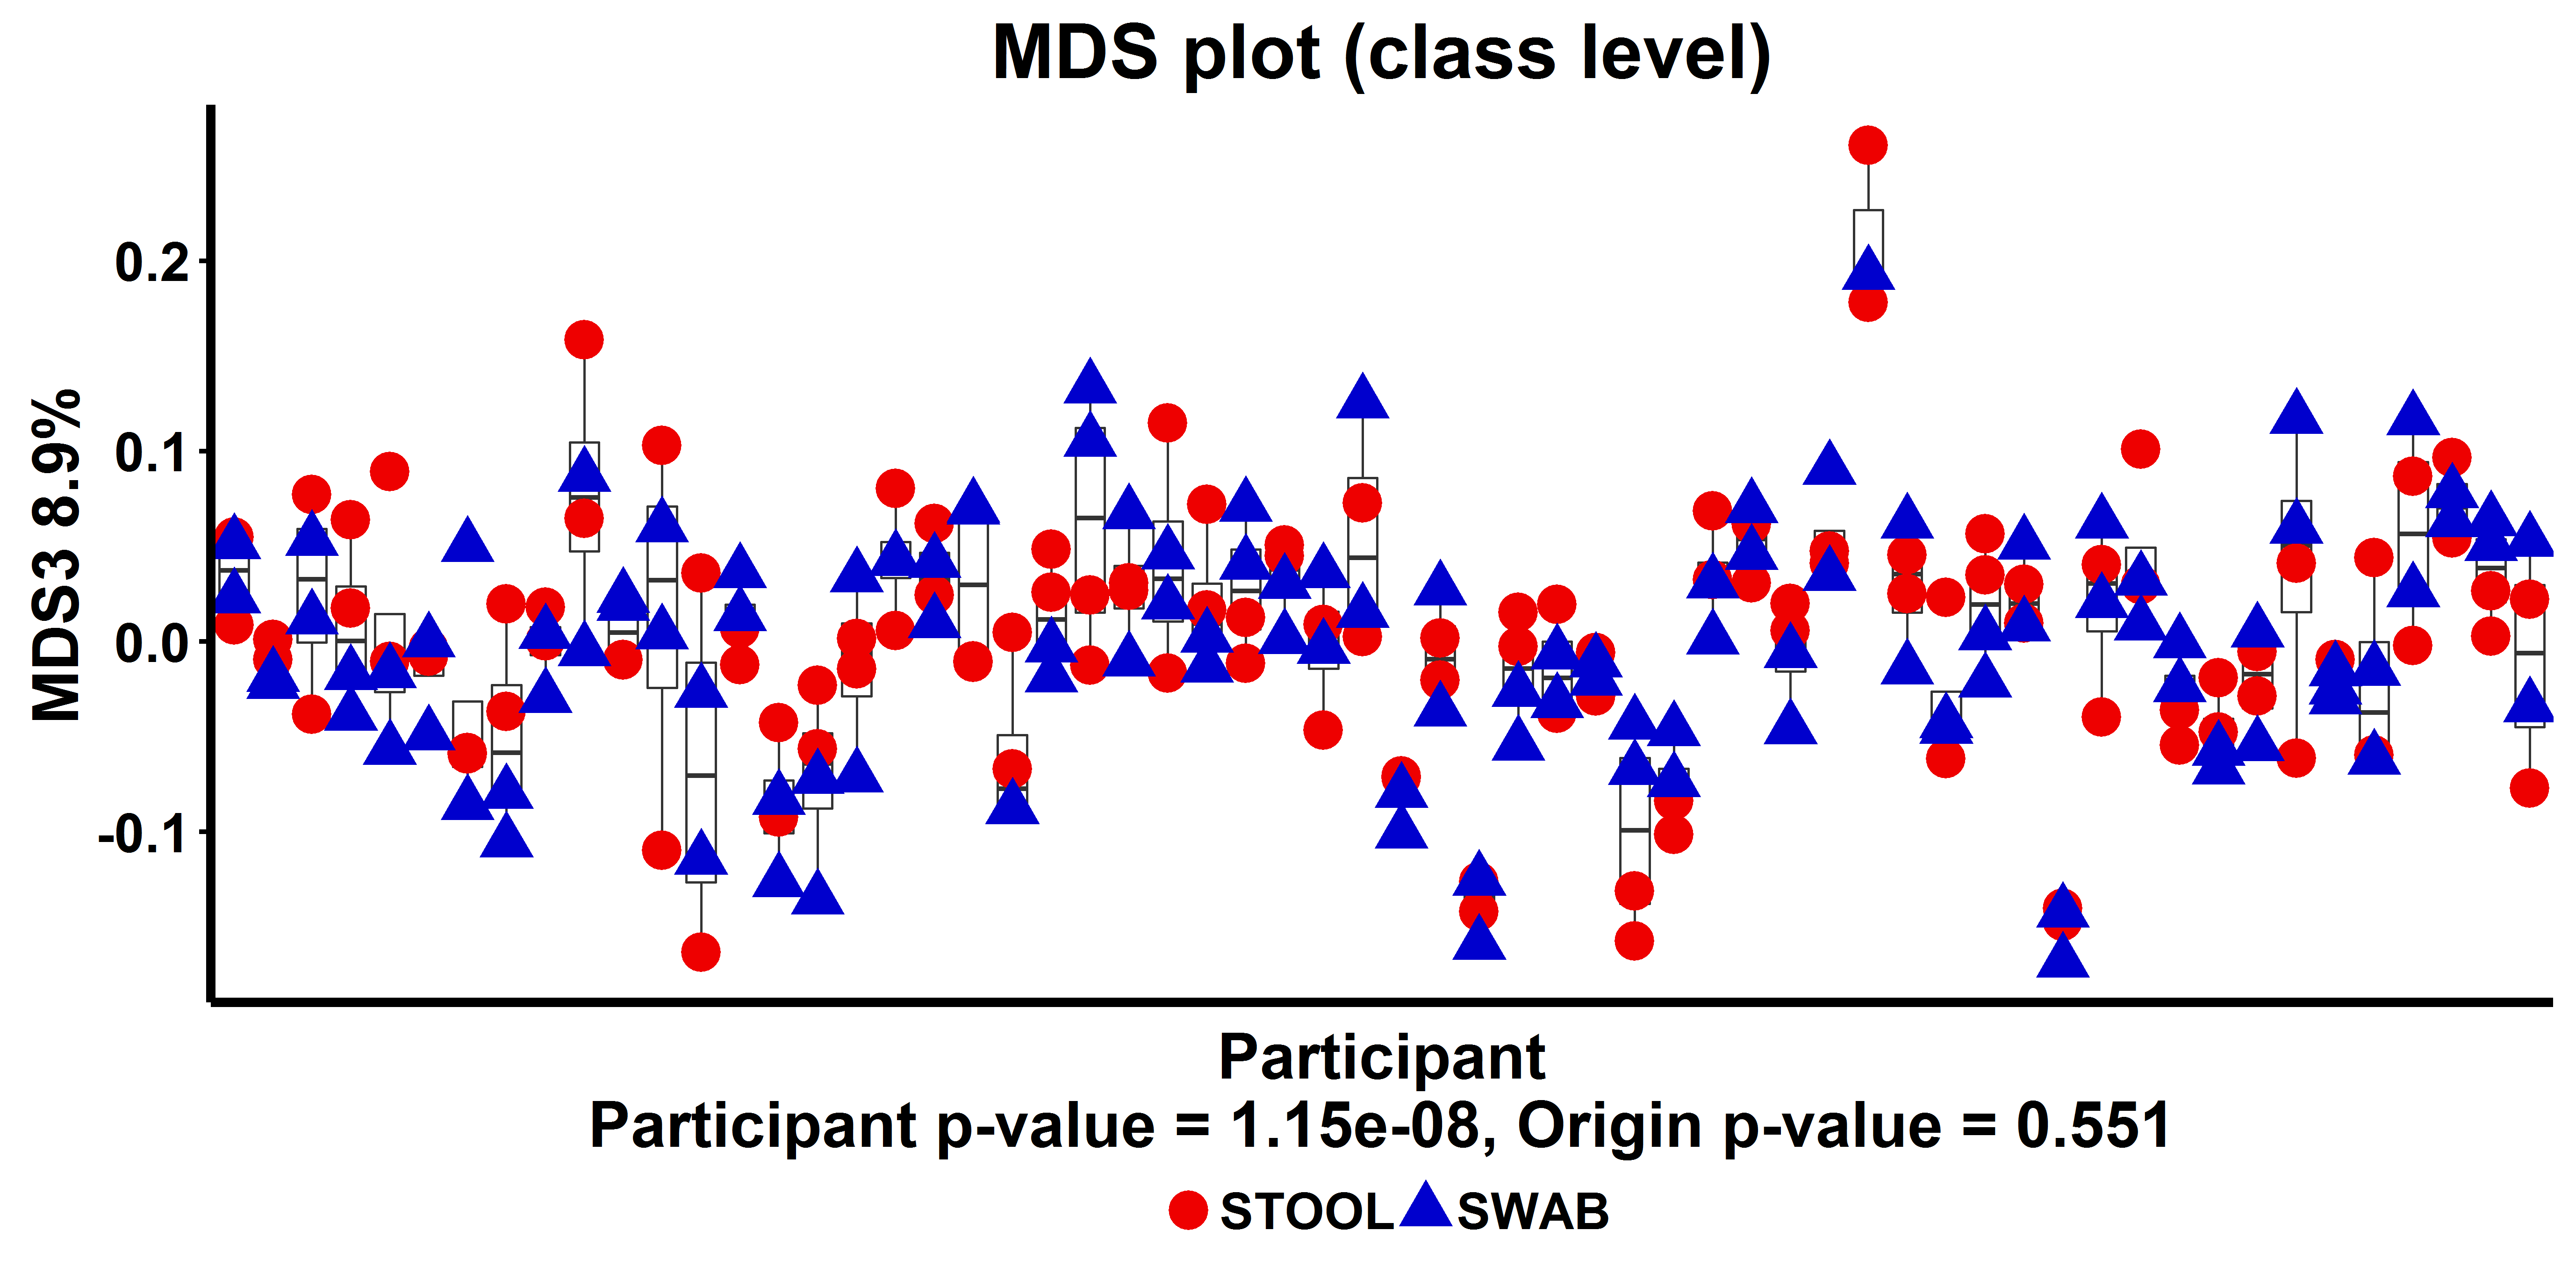 MDS plot (class level)
MDS3 8.9%
0.2
0.1
0.0
-0.1
Participant
Participant p-value = 1.15e-08, Origin p-value = 0.551
STOOL SWAB